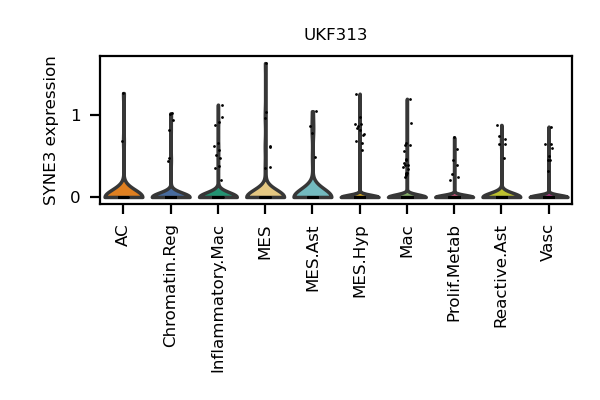 UKF313
SYNE3 expression
1
0
AC
Chromatin.Reg
Inflammatory.Mac
MES
MES.Ast
MES.Hyp
Mac
Prolif.Metab
Reactive.Ast
Vasc